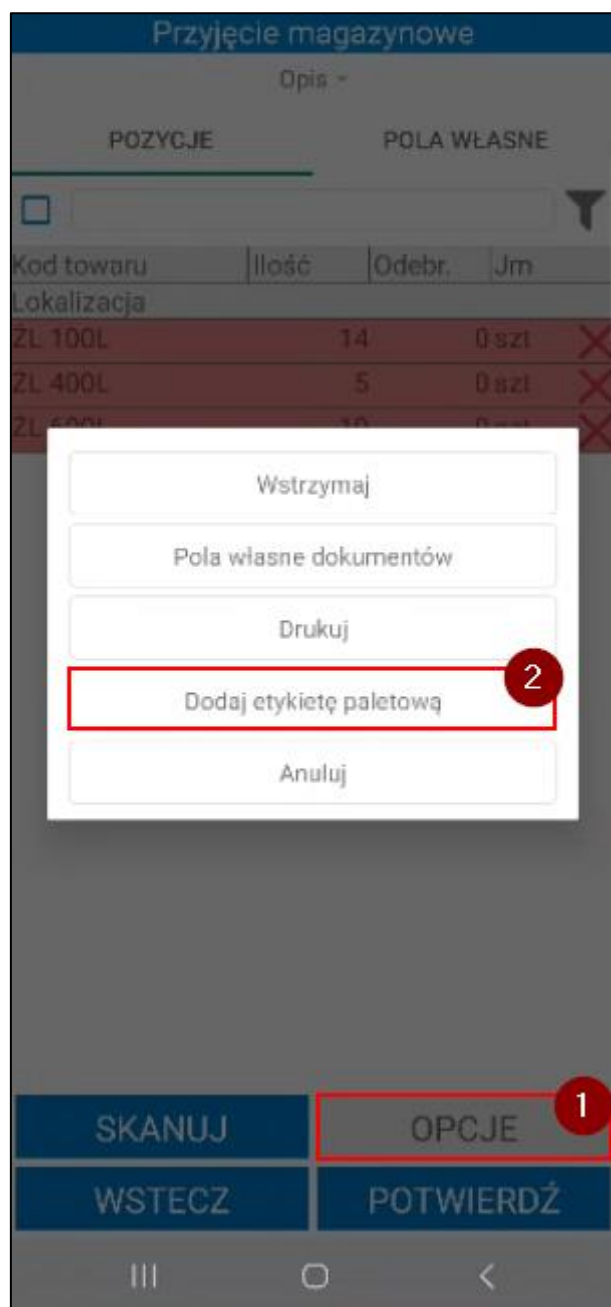 Przyjęcie magazynowe
Opis
POZYCJE POLA WŁASNE
Kod towaru Ilość Odebr. Jm
Lokalizacja
ŻL 100L 14 0 szt
ŻL 400L 5 0 szt
Wstrzymaj
Pola własne dokumentów
Drukuj
2
Dodaj etykietę paletową
Anuluj
1
SKANUJ OPCJE
WSTECZ POTWIERDŹ